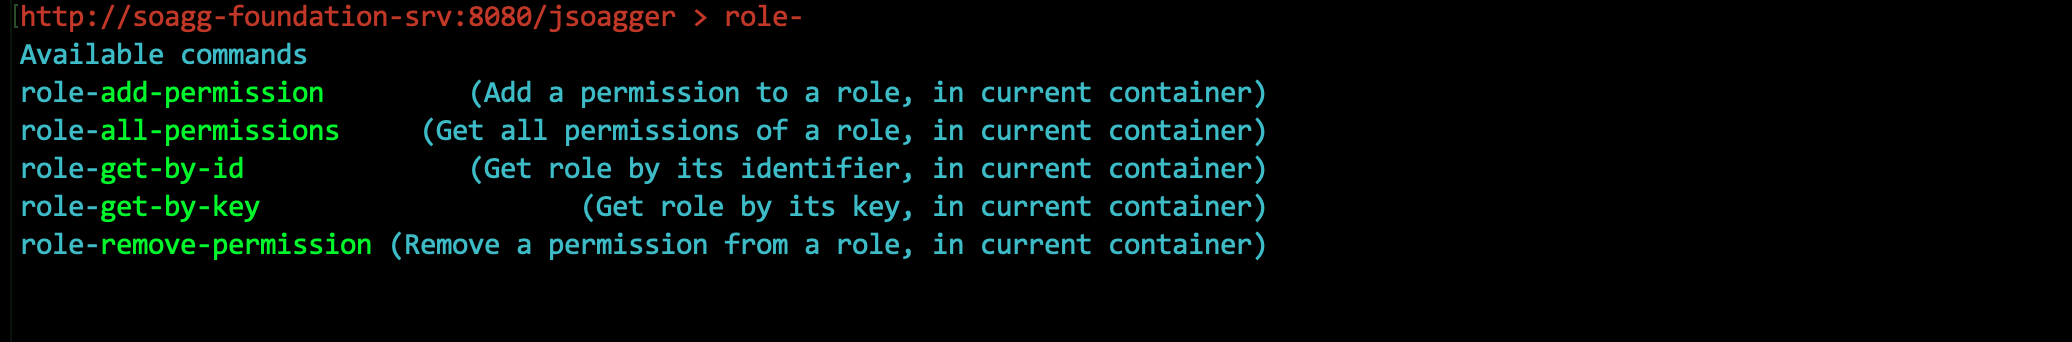 http://soagg-foundation-srv:8080/jsoagger > role-
Available commands
role-add-permission (Add a permission to a role, in current container)
role-all-permissions (Get all permissions of a role, in current container)
role-get-by-id (Get role by its identifier, in current container)
role-get-by-key (Get role by its key, in current container)
role-remove-permission (Remove a permission from a role, in current container)